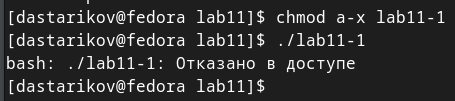 [dastarikov@fedora lab11]$ chmod a-x lab11-1
[dastarikov@fedora lab11]$ ./lab11-1
bash: ./lab11-1: Отказано в доступе
[dastarikov@fedora lab11]$